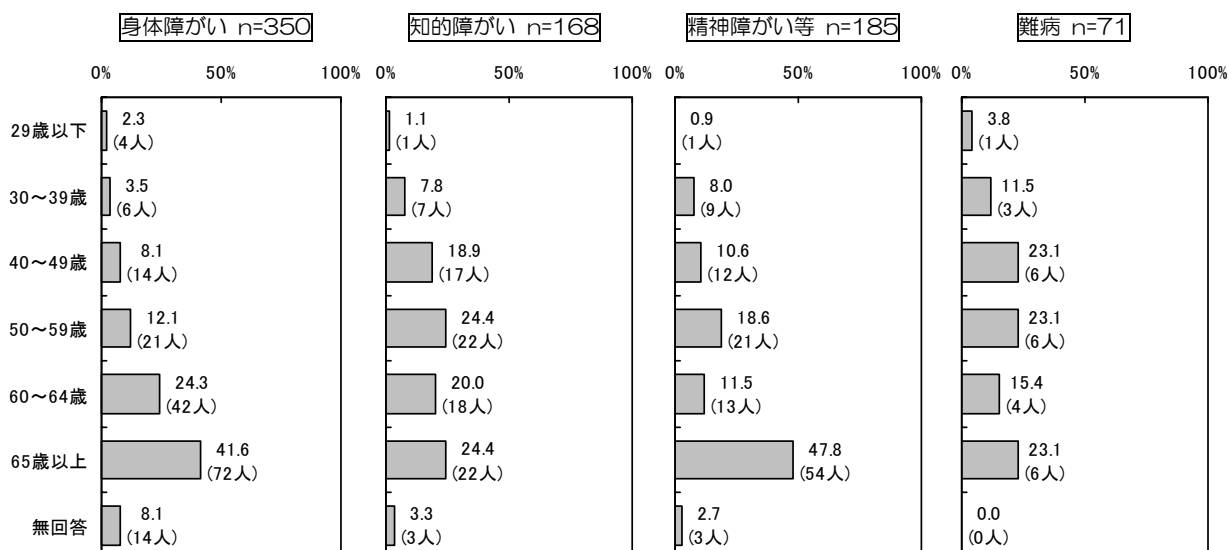 身体障がい n=350
知的障がい n=168
精神障がい等 n=185
難病 n=71
0% 50% 100%
0% 50% 100%
0% 50% 100%
0% 50% 100%
29歳以下
2.3
(4人)
1.1
(1人)
0.9
(1人)
3.8
(1人)
30～39歳
3.5
(6人)
7.8
(7人)
8.0
(9人)
11.5
(3人)
40～49歳
8.1
(14人)
18.9
(17人)
10.6
(12人)
23.1
(6人)
50～59歳
12.1
(21人)
24.4
(22人)
18.6
(21人)
23.1
(6人)
60～64歳
24.3
(42人)
20.0
(18人)
11.5
(13人)
15.4
(4人)
65歳以上
41.6
(72人)
24.4
(22人)
47.8
(54人)
23.1
(6人)
無回答
8.1
(14人)
3.3
(3人)
2.7
(3人)
0.0
(0人)